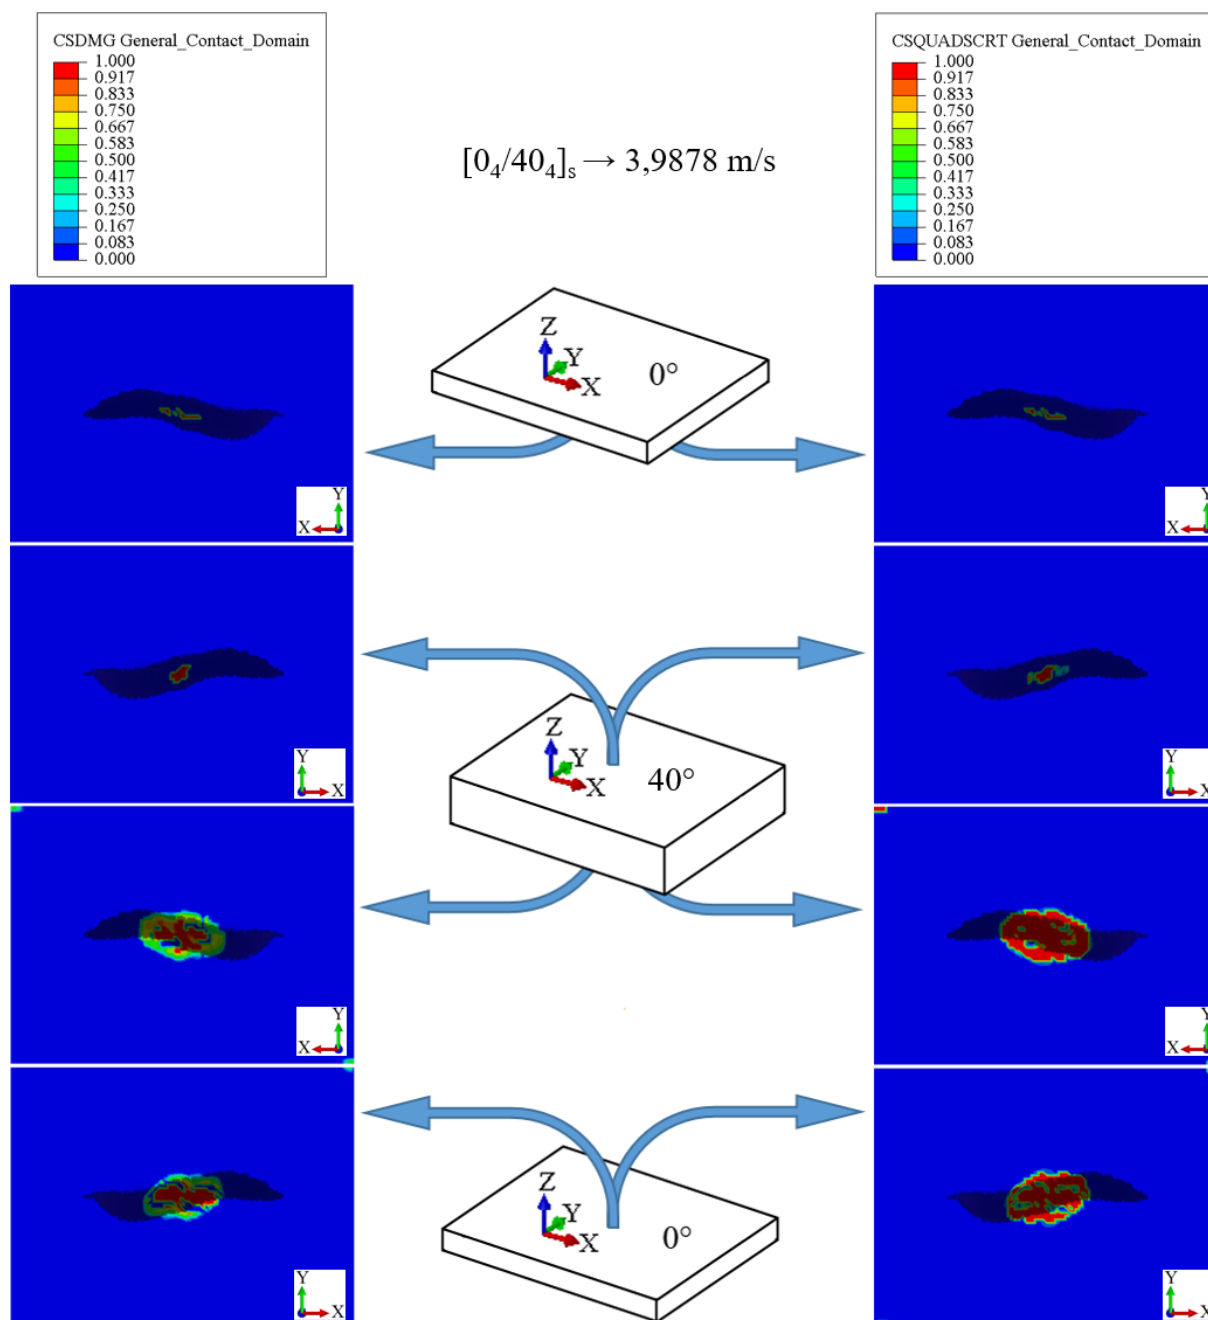 CSDMG General_Contact_Domain
1.000
0.917
0.833
0.750
0.667
0.583
0.500
0.417
0.333
0.250
0.167
0.083
0.000
CSQUADSCRT General_Contact_Domain
1.000
0.917
0.833
0.750
0.667
0.583
0.500
0.417
0.333
0.250
0.167
0.083
0.000
[0₄/40₄]ₛ → 3,9878 m/s
Z
Y
X
0°
Y
X
Y
X
Z
Y
X
40°
Y
X
Y
X
Y
X
Y
X
Z
Y
X
0°
Y
X
Y
X